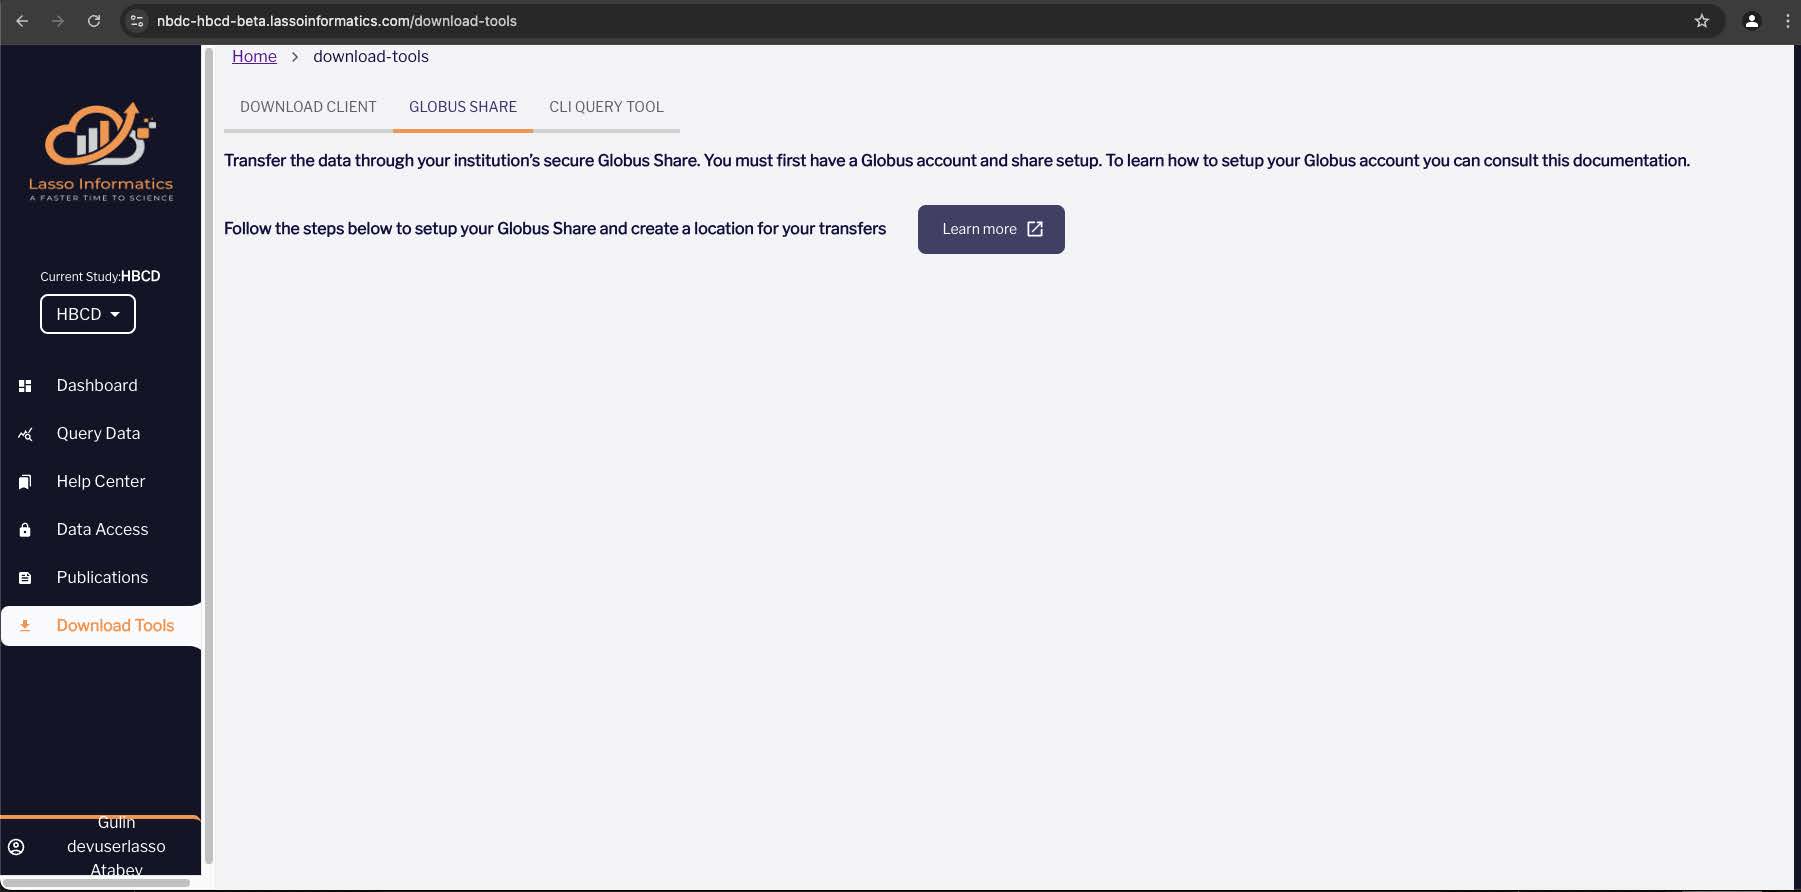 nbdc-hbcd-beta.lassoinformatics.com/download-tools
Home > download-tools
DOWNLOAD CLIENT GLOBUS SHARE CLI QUERY TOOL
Transfer the data through your institution's secure Globus Share. You must first have a Globus account and share setup. To learn how to setup your Globus account you can consult this documentation.
Follow the steps below to setup your Globus Share and create a location for your transfers
Learn more
Lasso Informatics
A FASTER TIME TO SCIENCE
Current Study:HBCD
HBCD
Dashboard
Query Data
Help Center
Data Access
Publications
Download Tools
Gulin
devuserlasso
Atabey